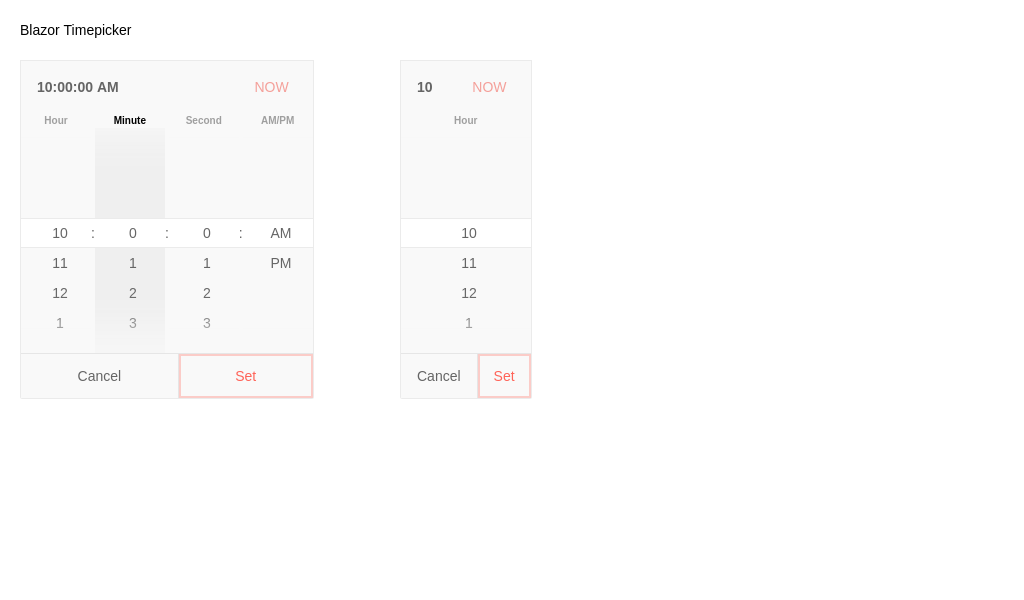 Blazor Timepicker
10:00:00 AM NOW
Hour Minute Second AM/PM
10 : 0 : 0 : AM
11 1 1 PM
12 2 2
1 3 3
Cancel Set
10 NOW
Hour
10
11
12
1
Cancel Set